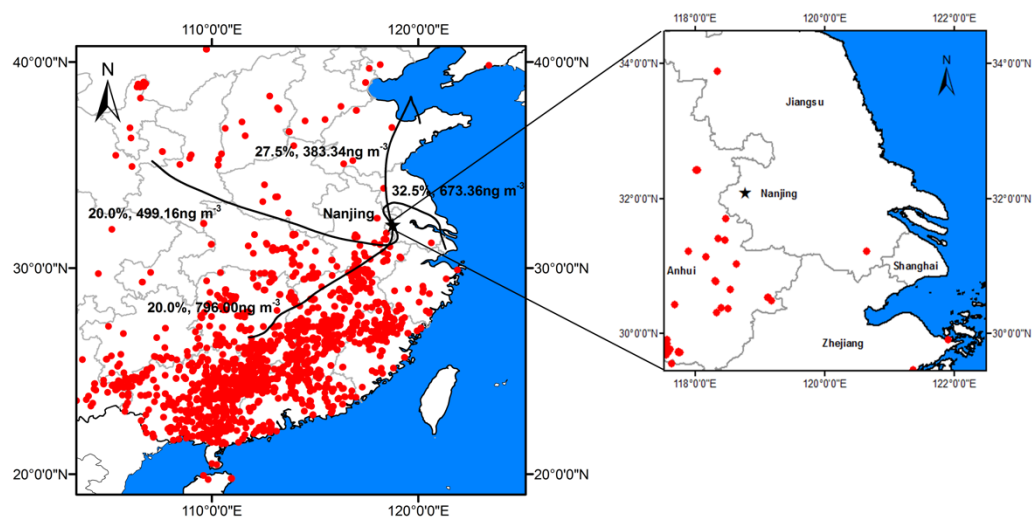 110°0'0"E
120°0'0"E
40°0'0"N
30°0'0"N
20°0'0"N
N
27.5%, 383.34ng m-3
32.5%, 673.36ng m-3
20.0%, 499.16ng m-3
Nanjing
20.0%, 796.00ng m-3
40°0'0"N
30°0'0"N
20°0'0"N
110°0'0"E
120°0'0"E
118°0'0"E
120°0'0"E
122°0'0"E
34°0'0"N
32°0'0"N
30°0'0"N
N
Jiangsu
Nanjing
Anhui
Shanghai
Zhejiang
34°0'0"N
32°0'0"N
30°0'0"N
118°0'0"E
120°0'0"E
122°0'0"E